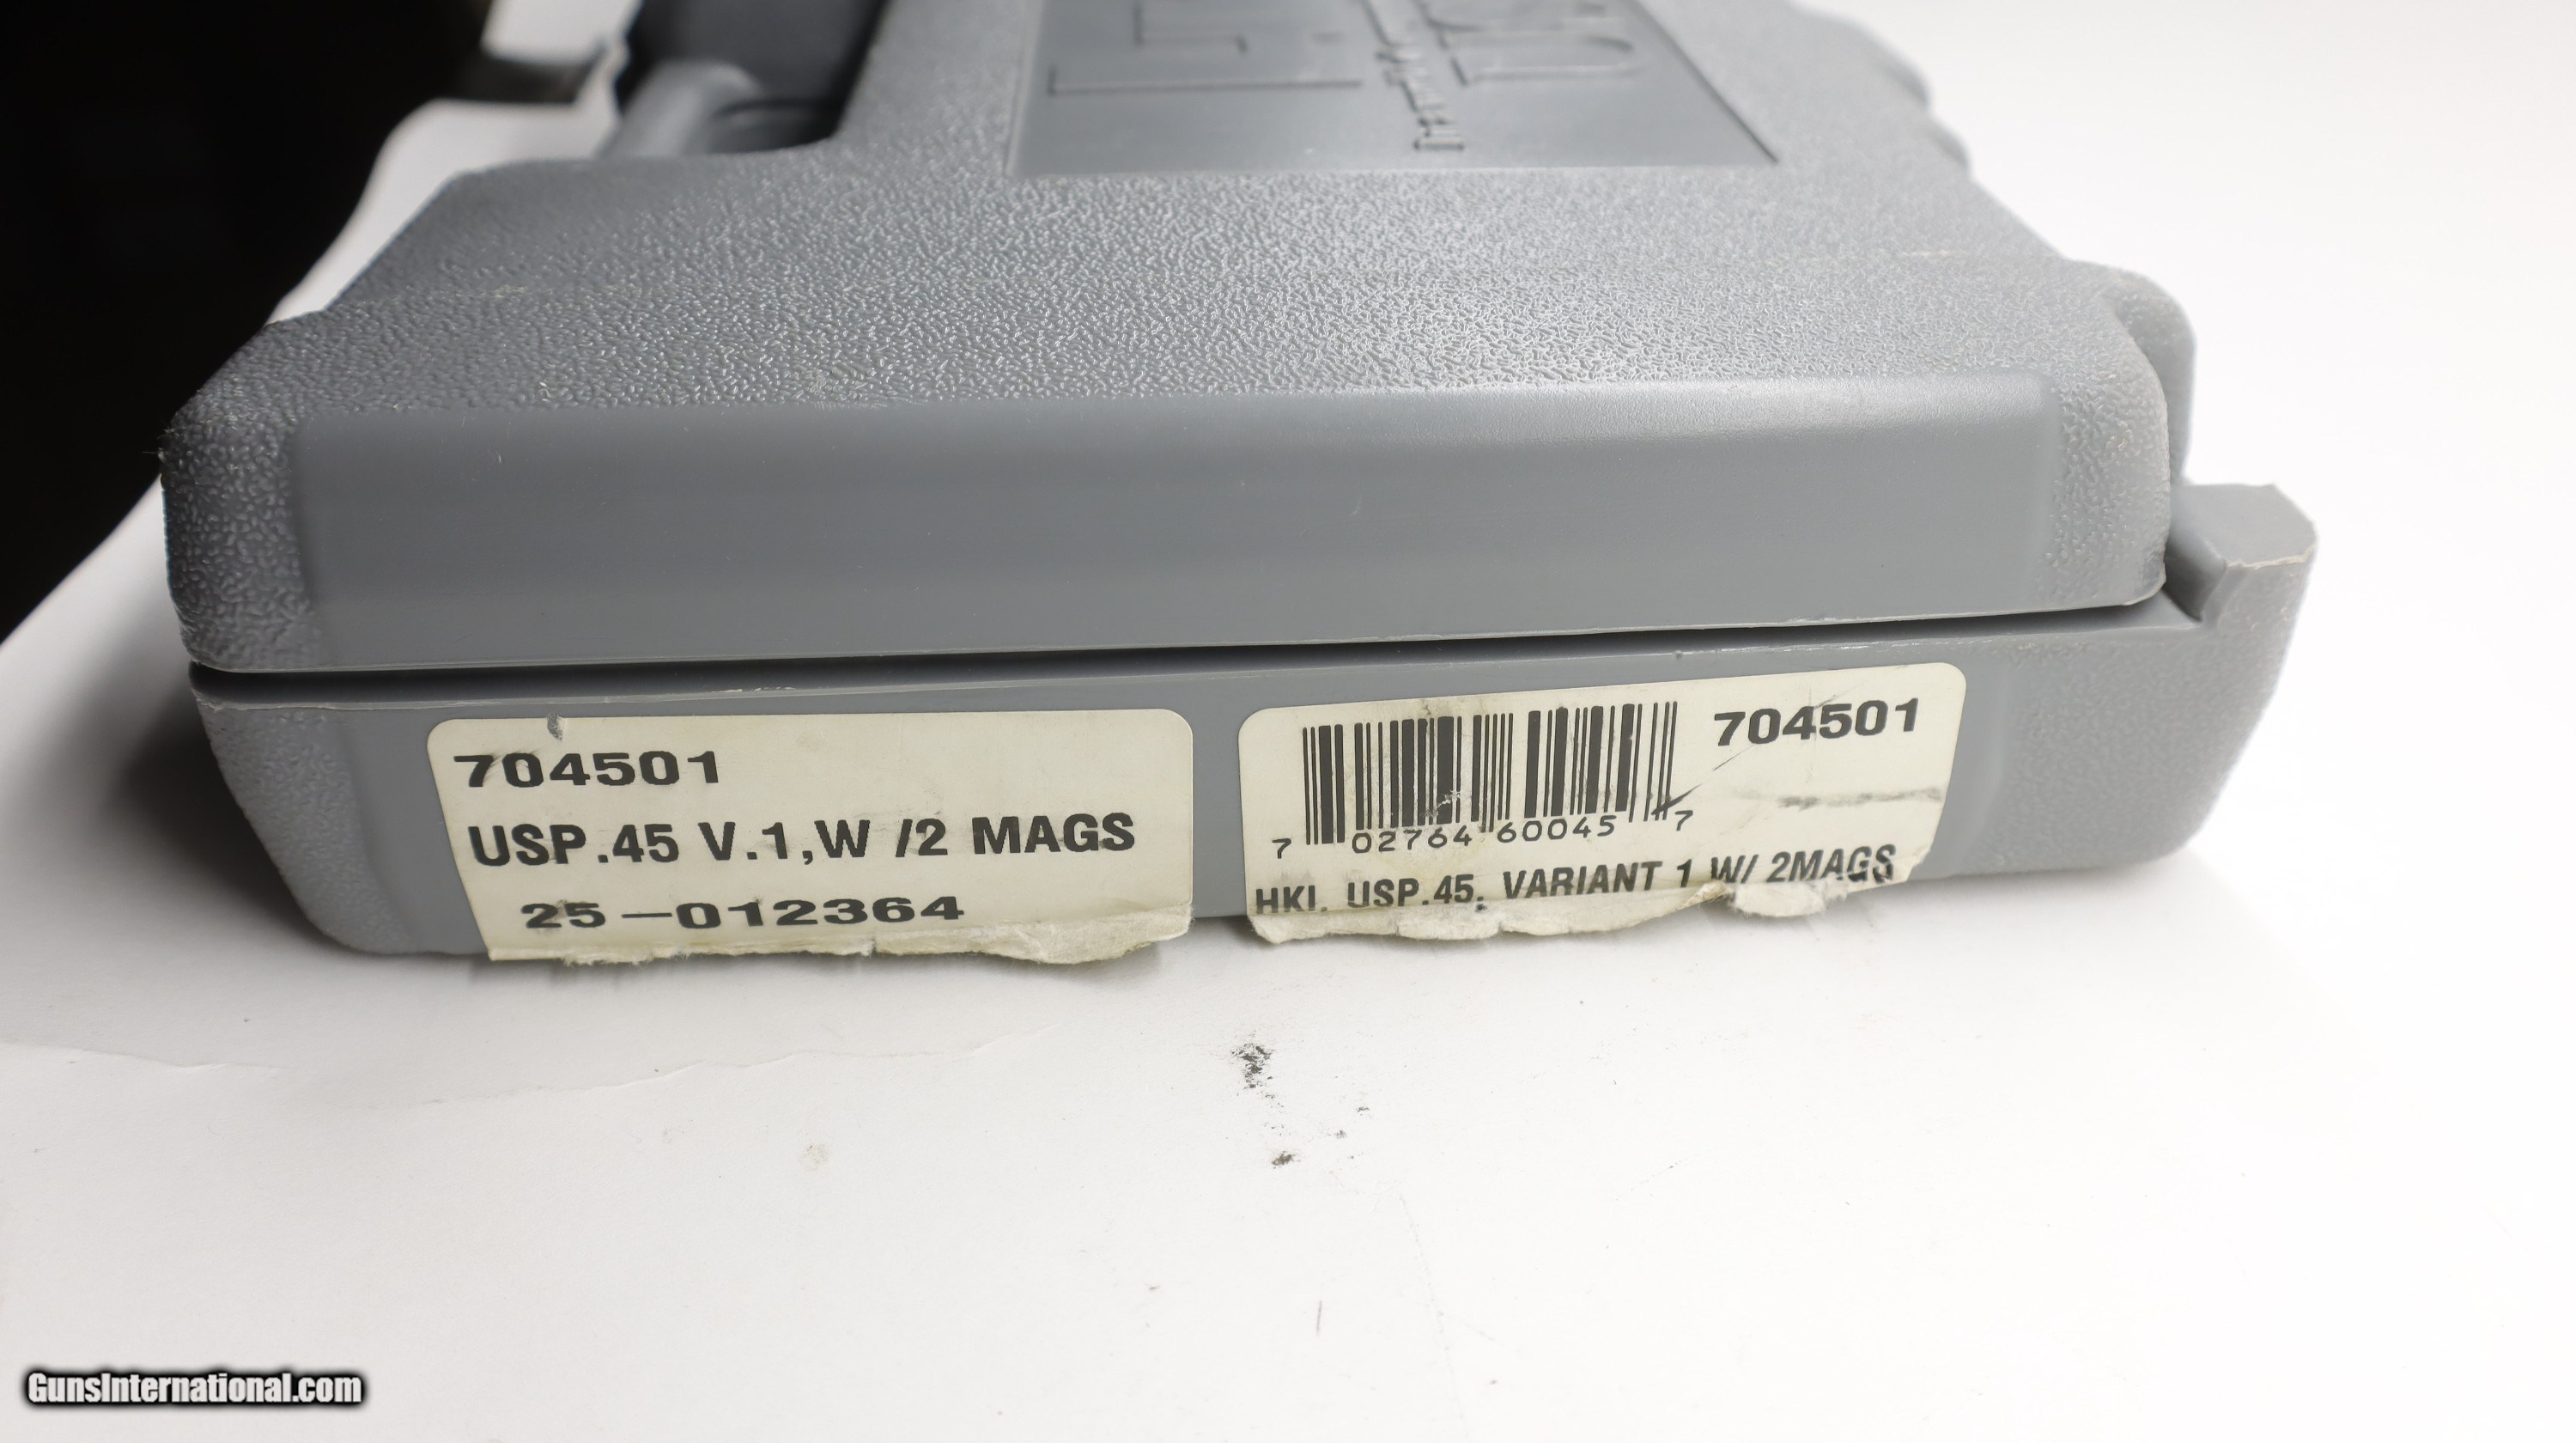 704501
USP.45 V.1,W /2 MAGS
25-012364
704501
7 02764 60045 7
HKI, USP.45, VARIANT 1 W/ 2MAGS
GunsInternational.com